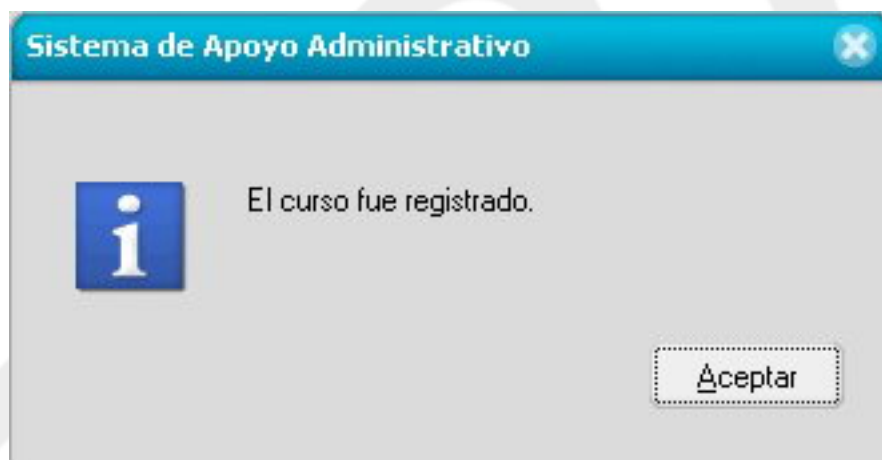 Sistema de Apoyo Administrativo
El curso fue registrado.
Aceptar